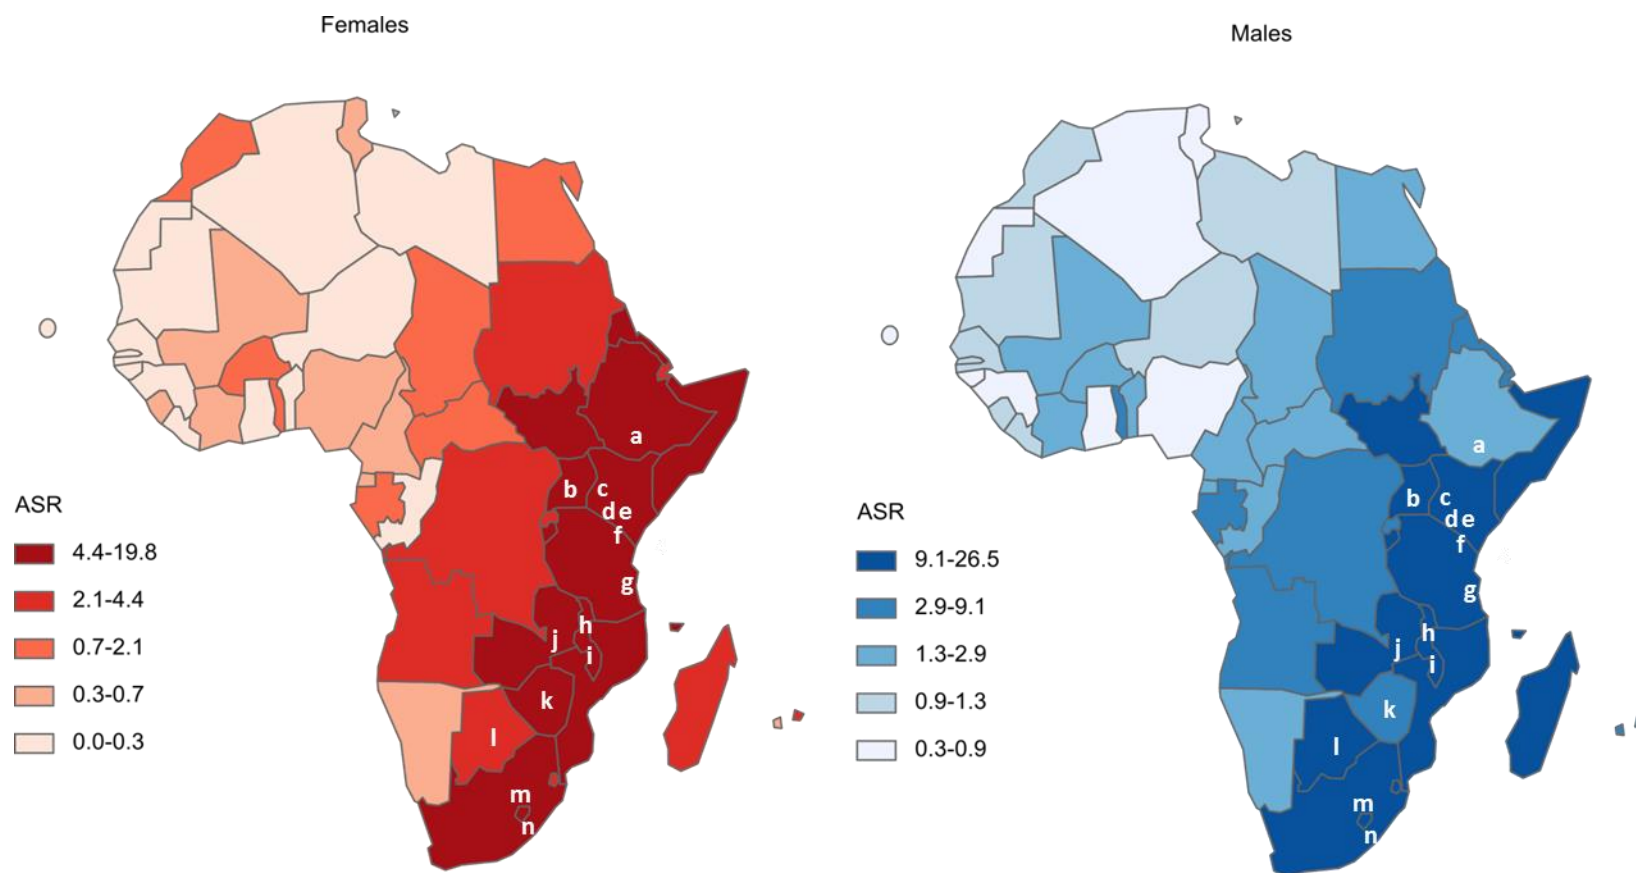 Females
Males
a
b
c
d e
f
g
h
i
j
k
l
m
n
ASR
4.4-19.8
2.1-4.4
0.7-2.1
0.3-0.7
0.0-0.3
a
b
c
d e
f
g
h
i
j
k
l
m
n
ASR
9.1-26.5
2.9-9.1
1.3-2.9
0.9-1.3
0.3-0.9